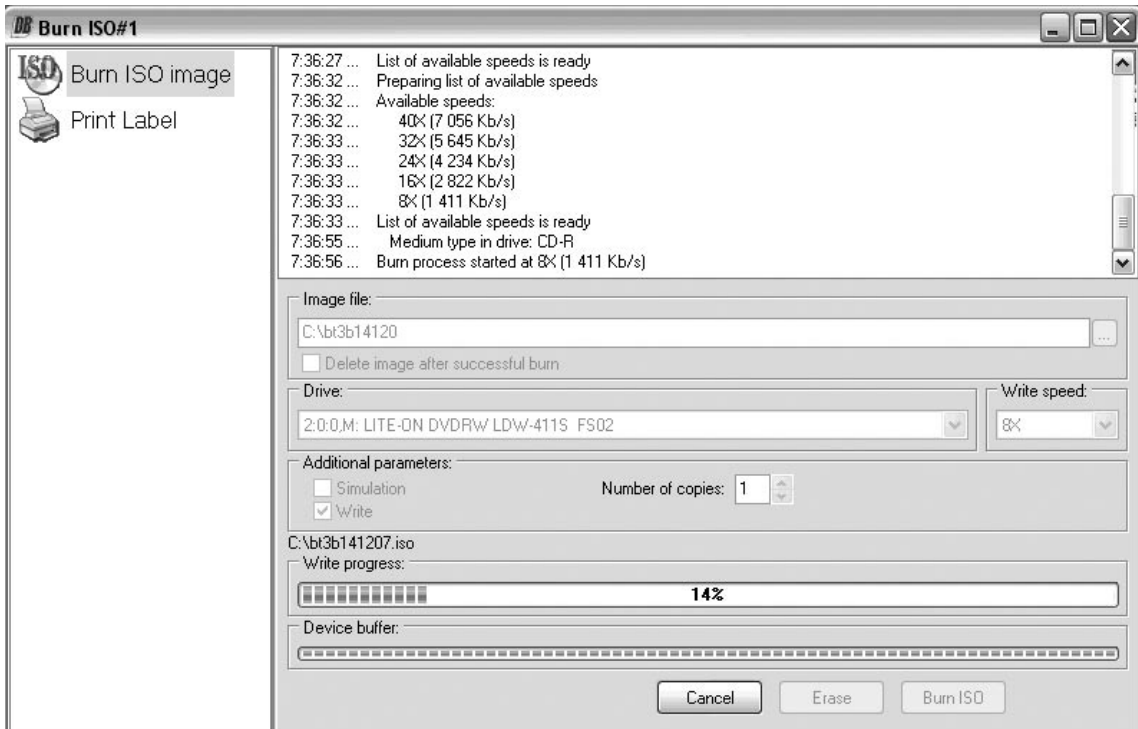 DB Burn ISO#1
ISO Burn ISO image
Print Label
7:36:27 ... List of available speeds is ready
7:36:32 ... Preparing list of available speeds
7:36:32 ... Available speeds:
7:36:32 ... 40X (7 056 Kb/s)
7:36:33 ... 32X (5 645 Kb/s)
7:36:33 ... 24X (4 234 Kb/s)
7:36:33 ... 16X (2 822 Kb/s)
7:36:33 ... 8X (1 411 Kb/s)
7:36:33 ... List of available speeds is ready
7:36:55 ... Medium type in drive: CD-R
7:36:56 ... Burn process started at 8X (1 411 Kb/s)
Image file:
C:\bt3b14120
...
Delete image after successful burn
Drive:
Write speed:
2:0:0,M: LITE-ON DVDRW LDW-411S FS02
8X
Additional parameters:
Simulation
Number of copies: 1
Write
C:\bt3b141207.iso
Write progress:
14%
Device buffer:
Cancel
Erase
Burn ISO